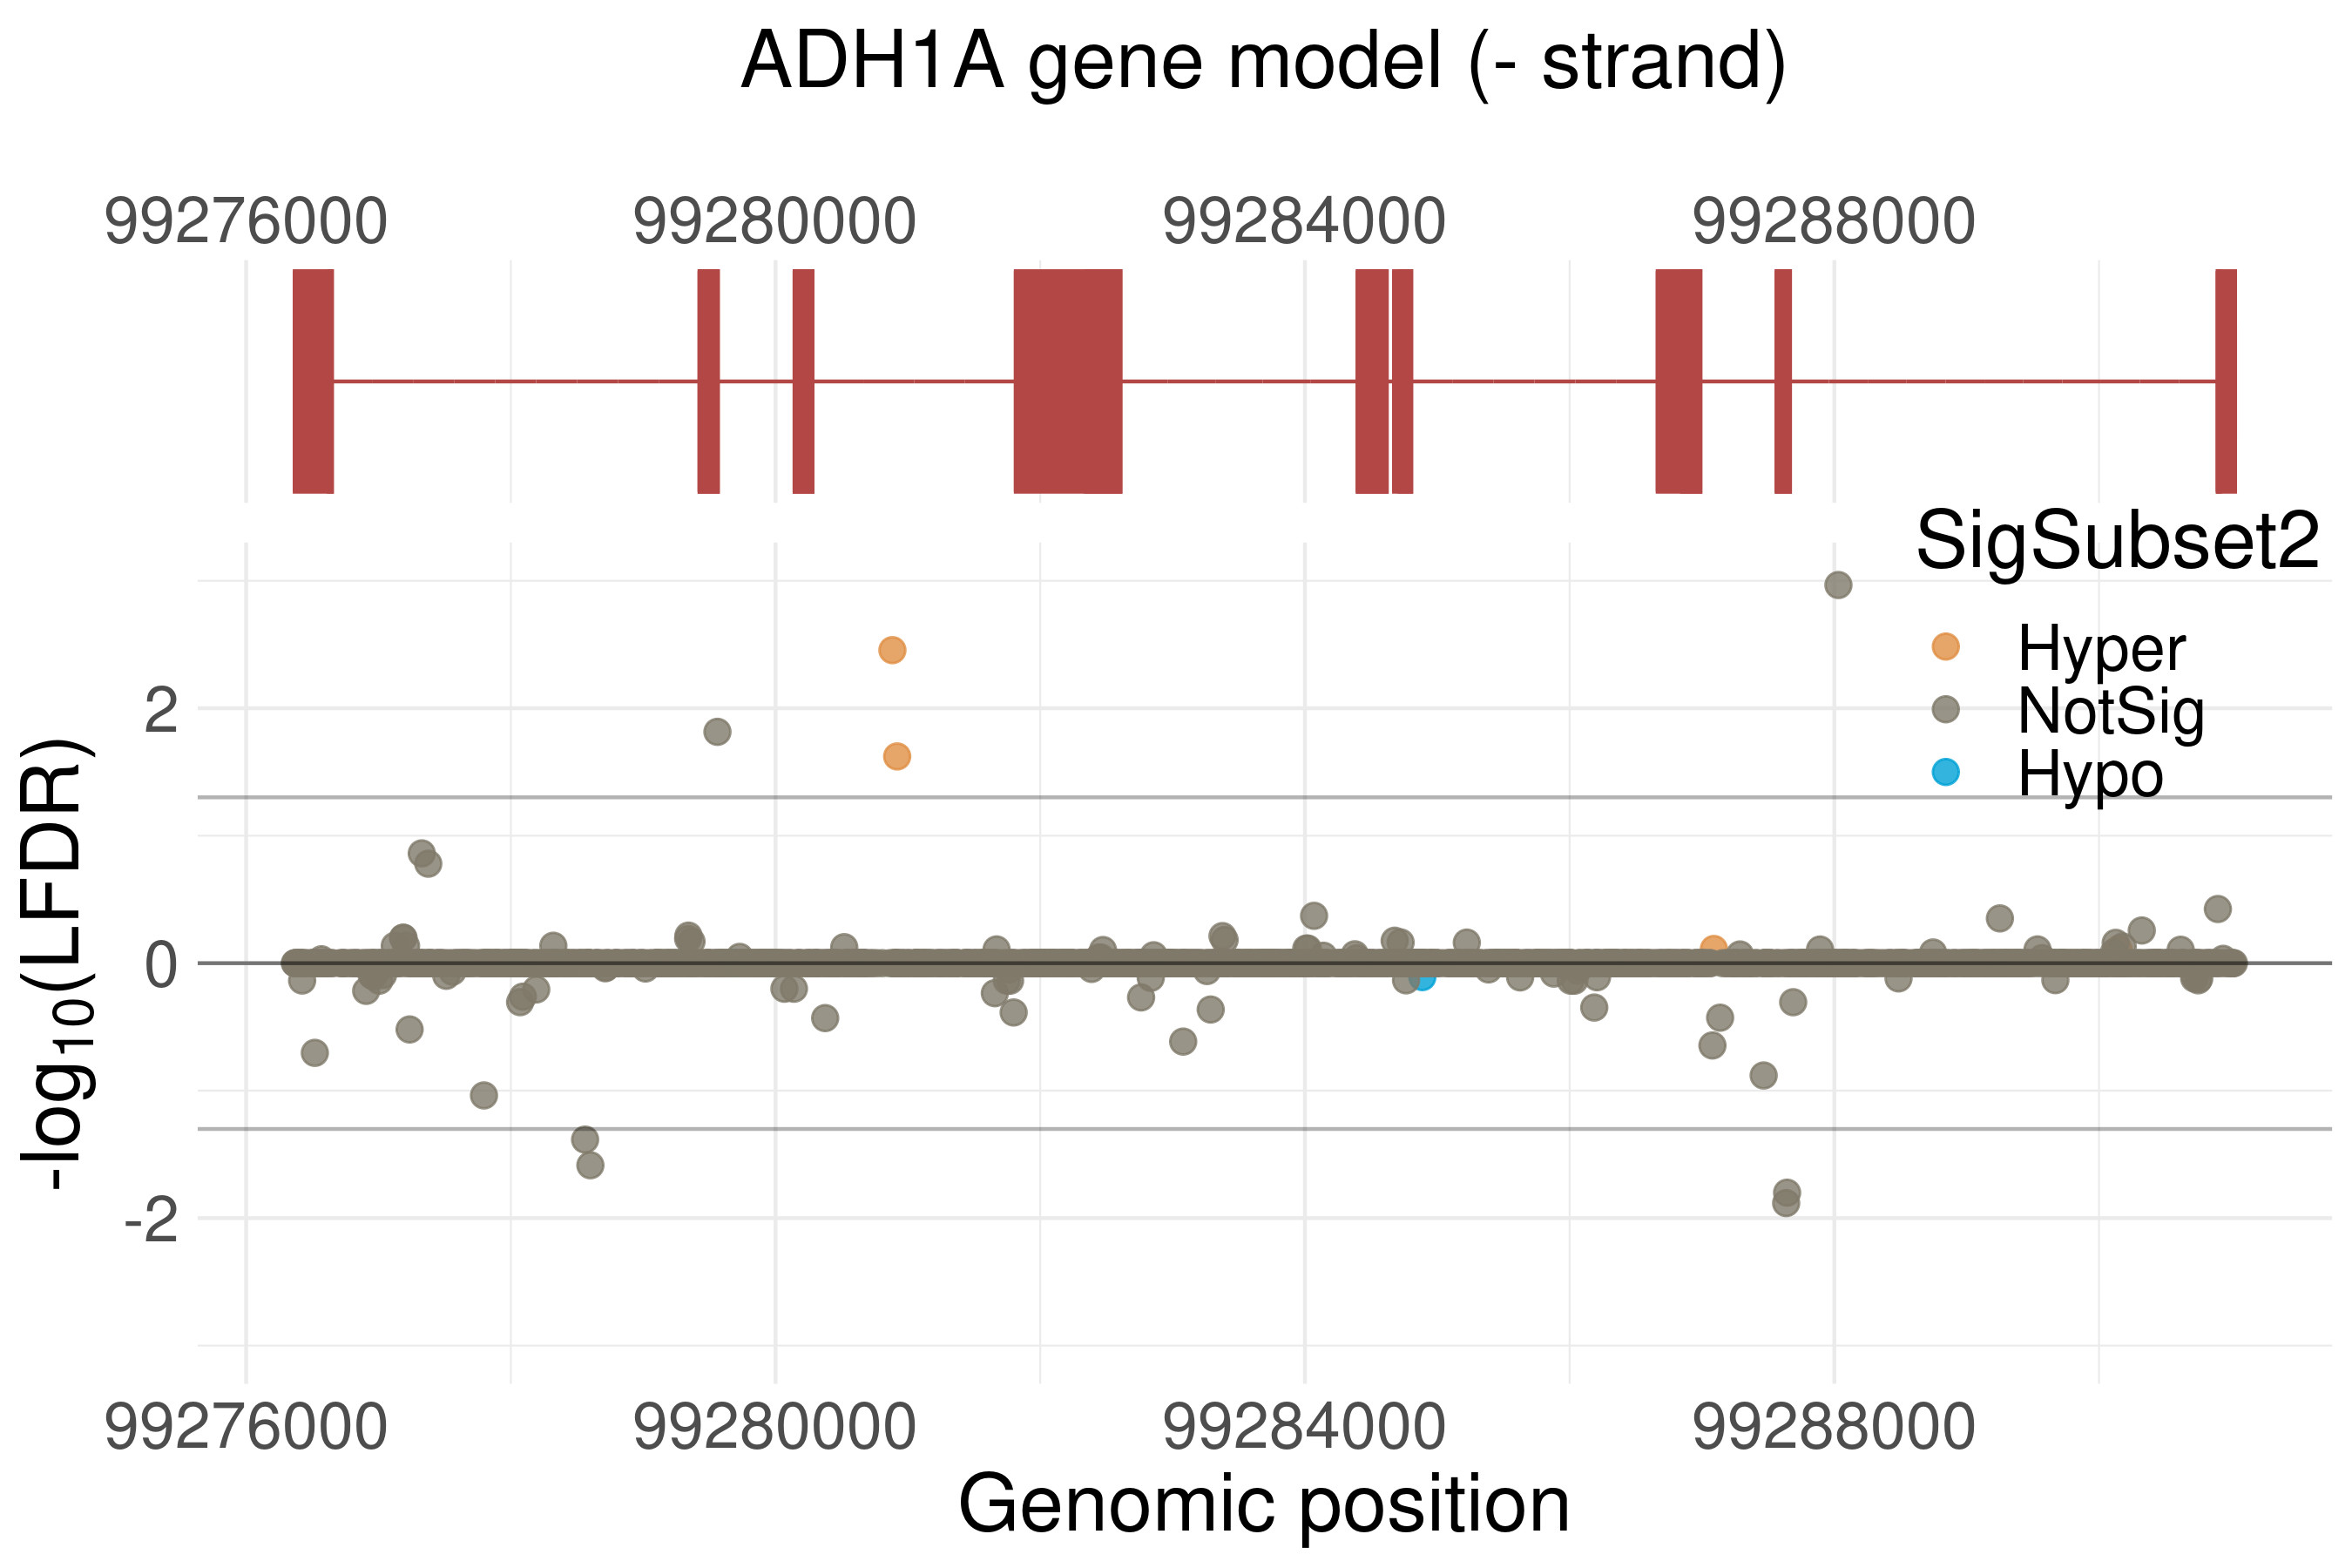 ADH1A gene model (- strand)
99276000 99280000 99284000 99288000
SigSubset2
Hyper
NotSig
Hypo
2
0
-2
-log10(LFDR)
99276000 99280000 99284000 99288000
Genomic position